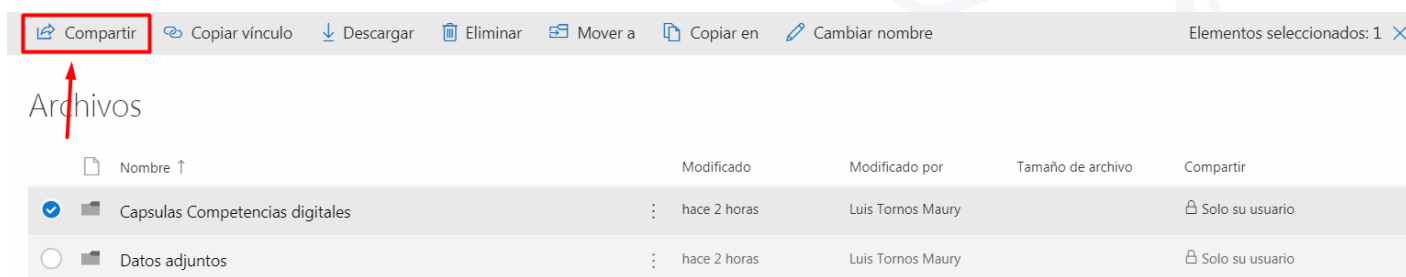 Compartir Copiar vínculo Descargar Eliminar Mover a Copiar en Cambiar nombre Elementos seleccionados: 1
Archivos
Nombre ↑ Modificado Modificado por Tamaño de archivo Compartir
Capsulas Competencias digitales hace 2 horas Luis Tornos Maury Solo su usuario
Datos adjuntos hace 2 horas Luis Tornos Maury Solo su usuario